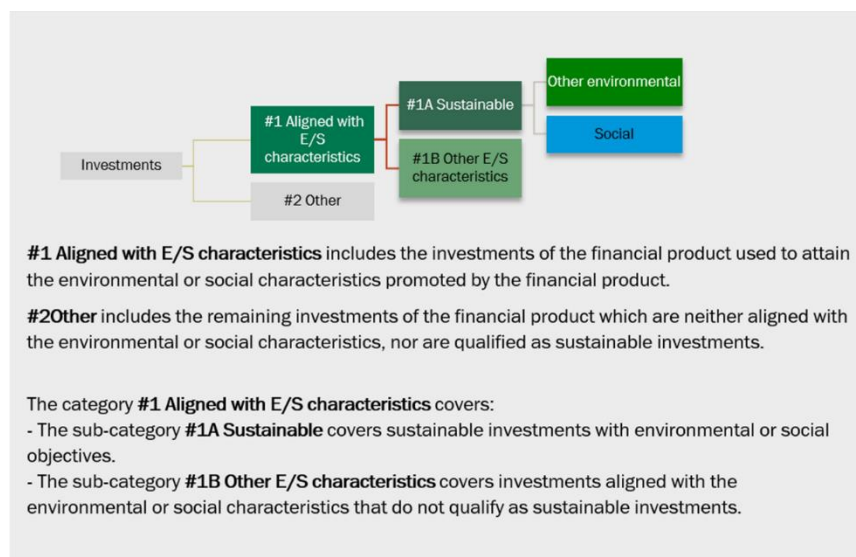 Other environmental
#1A Sustainable
#1 Aligned with
E/S
characteristics
Social
#1B Other E/S
characteristics
Investments
#2 Other
#1 Aligned with E/S characteristics includes the investments of the financial product used to attain
the environmental or social characteristics promoted by the financial product.
#2Other includes the remaining investments of the financial product which are neither aligned with
the environmental or social characteristics, nor are qualified as sustainable investments.
The category #1 Aligned with E/S characteristics covers:
- The sub-category #1A Sustainable covers sustainable investments with environmental or social
objectives.
- The sub-category #1B Other E/S characteristics covers investments aligned with the
environmental or social characteristics that do not qualify as sustainable investments.